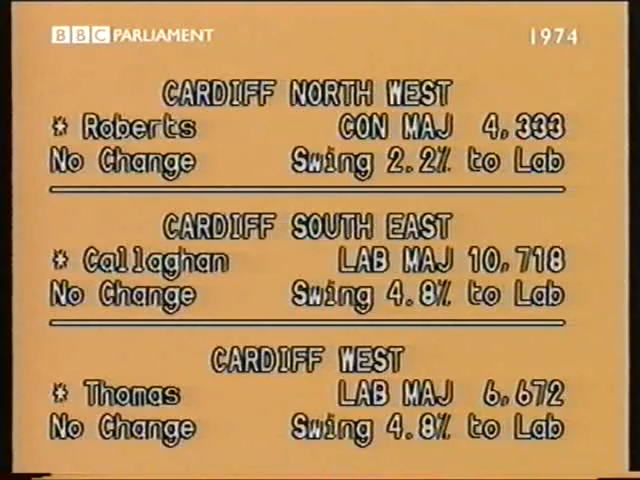 BBC PARLIAMENT 1974
CARDIFF NORTH WEST
* Roberts CON MAJ 4,333
No Change Swing 2.2% to Lab
CARDIFF SOUTH EAST
* Callaghan LAB MAJ 10,718
No Change Swing 4.8% to Lab
CARDIFF WEST
* Thomas LAB MAJ 6,672
No Change Swing 4.8% to Lab